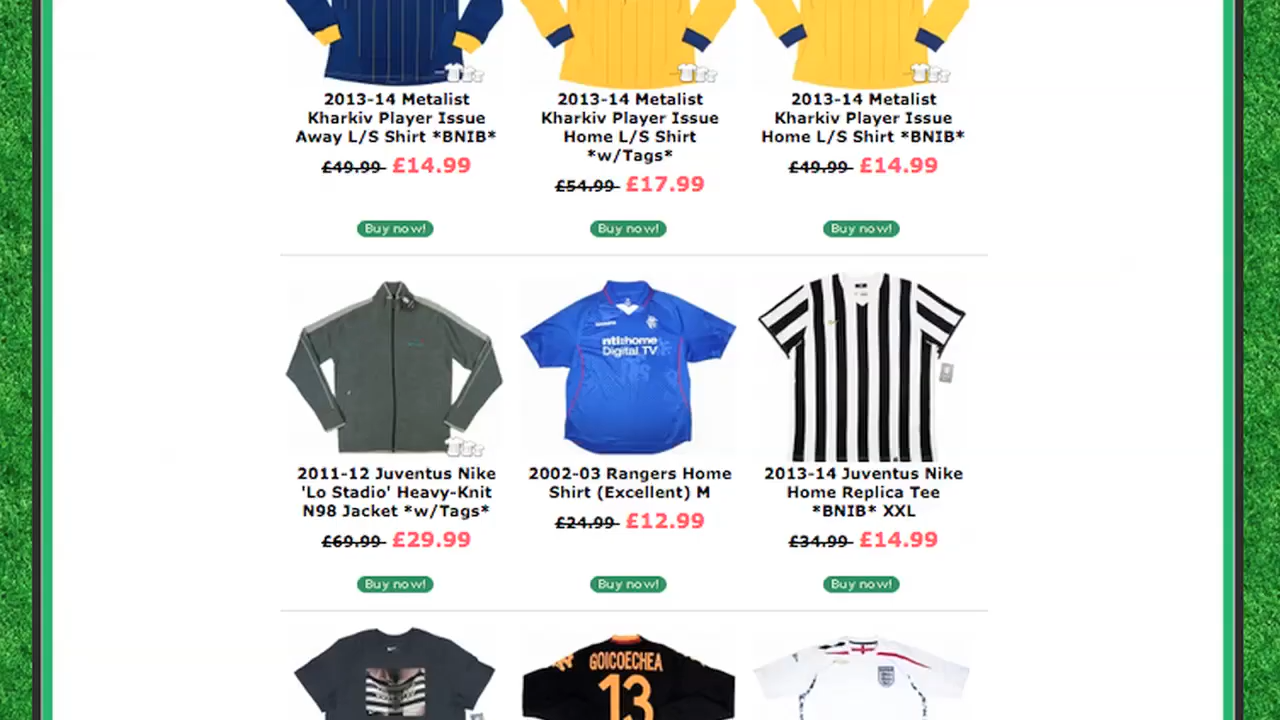 2013-14 Metalist
Kharkiv Player Issue
Away L/S Shirt *BNIB*
£49.99 £14.99
Buy now!
2013-14 Metalist
Kharkiv Player Issue
Home L/S Shirt
*w/Tags*
£54.99 £17.99
Buy now!
2013-14 Metalist
Kharkiv Player Issue
Home L/S Shirt *BNIB*
£49.99 £14.99
Buy now!
2011-12 Juventus Nike
'Lo Stadio' Heavy-Knit
N98 Jacket *w/Tags*
£69.99 £29.99
Buy now!
ntl:home
Digital TV
2002-03 Rangers Home
Shirt (Excellent) M
£24.99 £12.99
Buy now!
2013-14 Juventus Nike
Home Replica Tee
*BNIB* XXL
£34.99 £14.99
Buy now!
GOICOECHEA
13